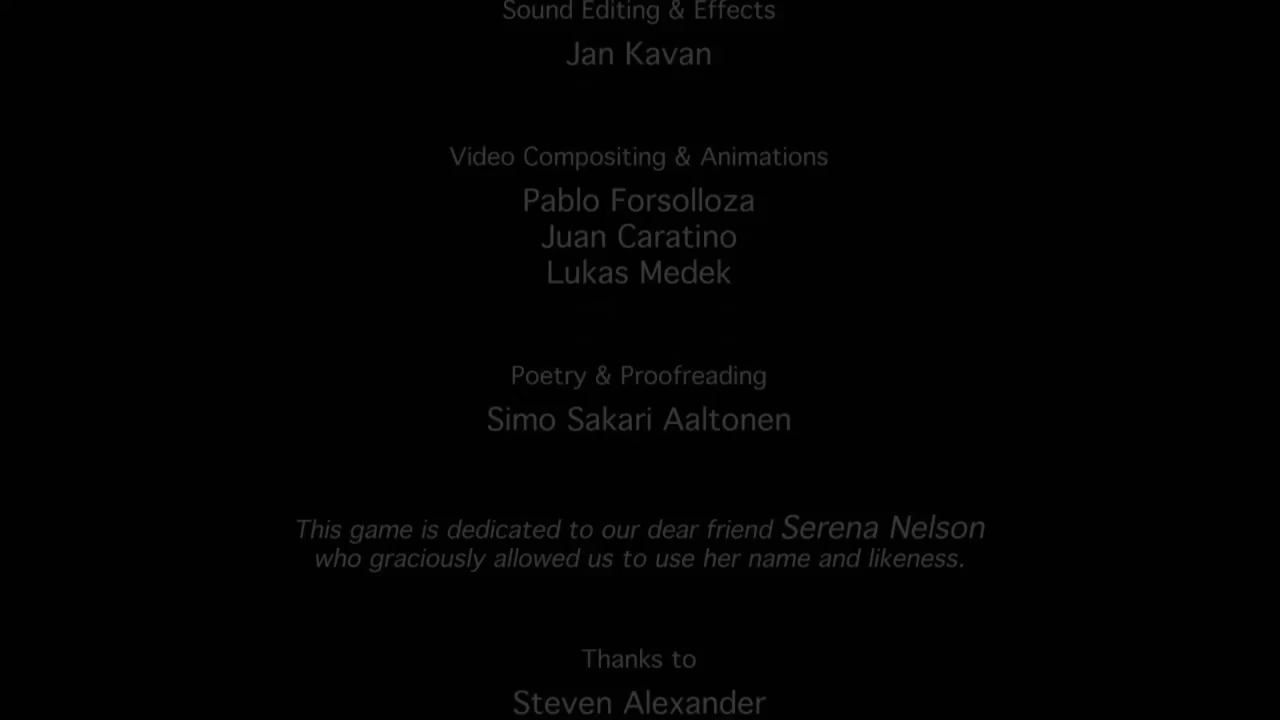 Sound Editing & Effects
Jan Kavan
Video Compositing & Animations
Pablo Forsolloza
Juan Caratino
Lukas Medek
Poetry & Proofreading
Simo Sakari Aaltonen
This game is dedicated to our dear friend Serena Nelson
who graciously allowed us to use her name and likeness.
Thanks to
Steven Alexander